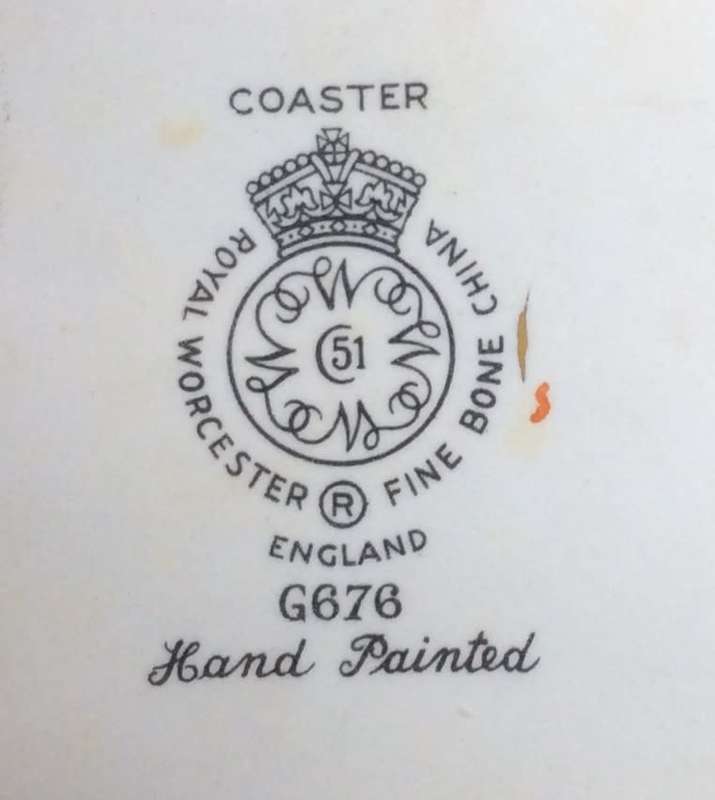 COASTER
ROYAL WORCESTER ® FINE BONE CHINA
51
ENGLAND
G676
Hand Painted